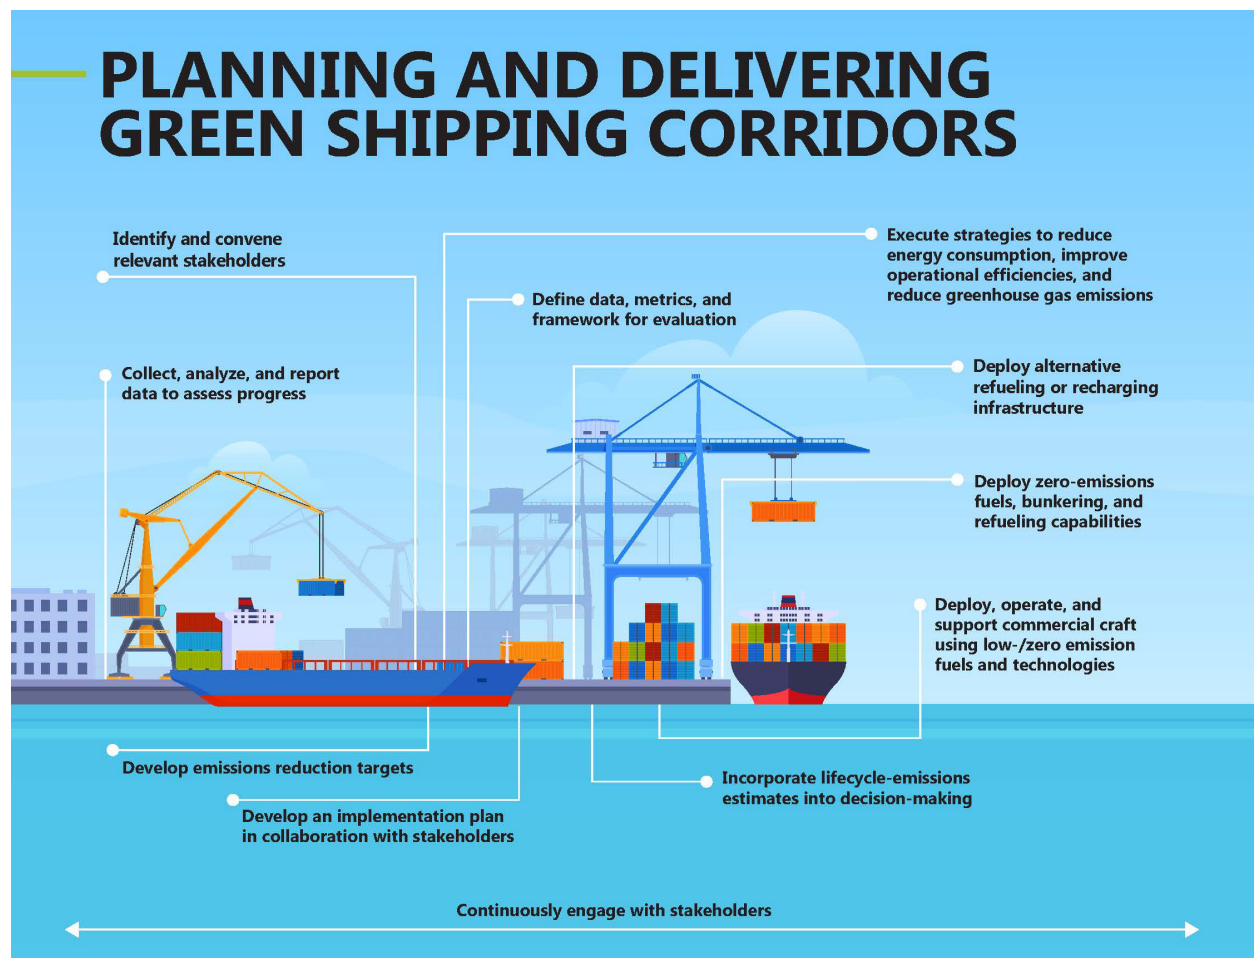 PLANNING AND DELIVERING
GREEN SHIPPING CORRIDORS
Identify and convene
relevant stakeholders
Execute strategies to reduce
energy consumption, improve
operational efficiencies, and
reduce greenhouse gas emissions
Define data, metrics, and
framework for evaluation
Collect, analyze, and report
data to assess progress
Deploy alternative
refueling or recharging
infrastructure
Deploy zero-emissions
fuels, bunkering, and
refueling capabilities
Deploy, operate, and
support commercial craft
using low-/zero emission
fuels and technologies
Develop emissions reduction targets
Incorporate lifecycle-emissions
estimates into decision-making
Develop an implementation plan
in collaboration with stakeholders
Continuously engage with stakeholders